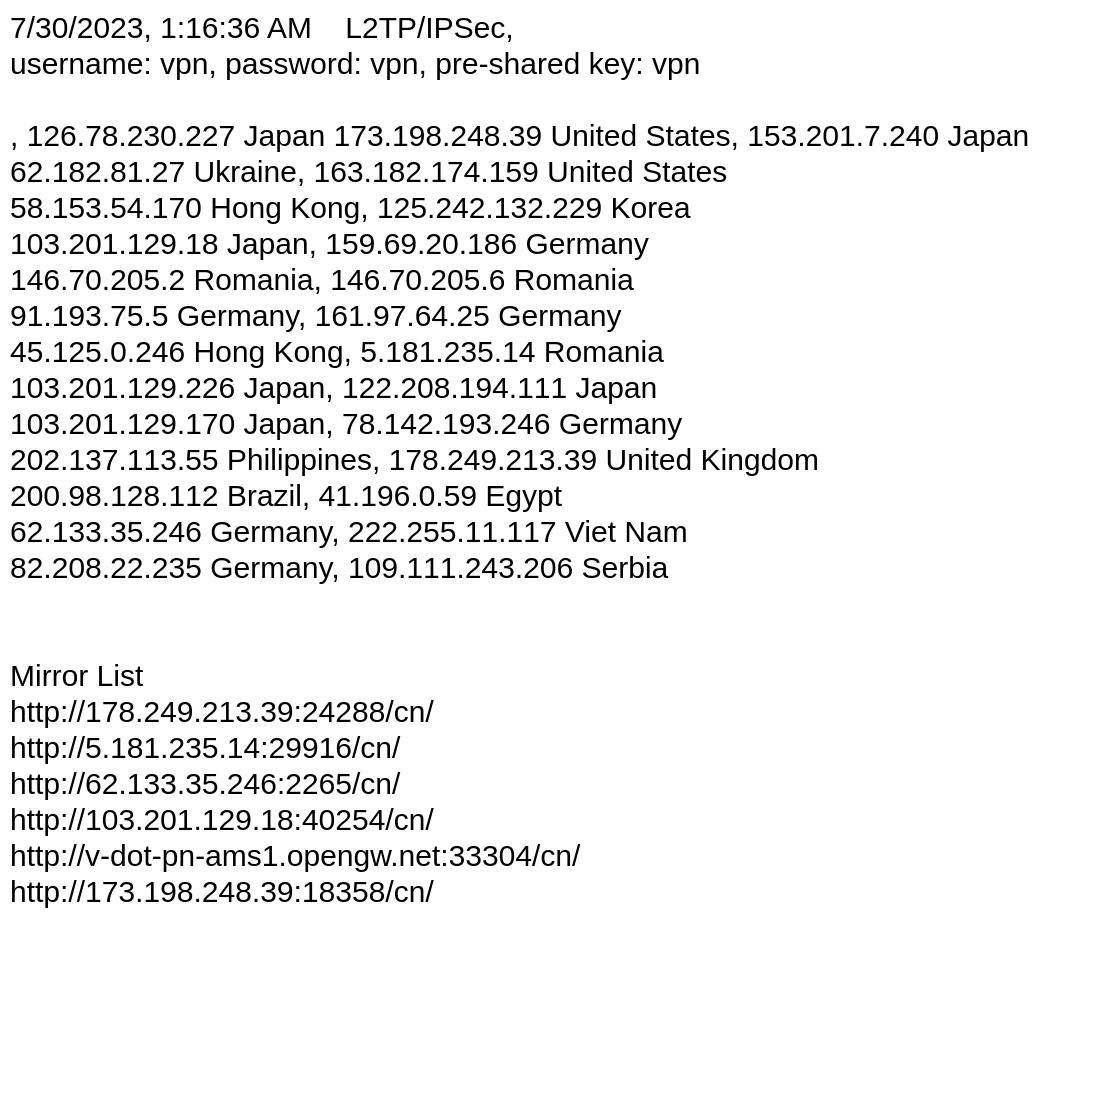 7/30/2023, 1:16:36 AM    L2TP/IPSec,
username: vpn, password: vpn, pre-shared key: vpn
, 126.78.230.227 Japan 173.198.248.39 United States, 153.201.7.240 Japan
62.182.81.27 Ukraine, 163.182.174.159 United States
58.153.54.170 Hong Kong, 125.242.132.229 Korea
103.201.129.18 Japan, 159.69.20.186 Germany
146.70.205.2 Romania, 146.70.205.6 Romania
91.193.75.5 Germany, 161.97.64.25 Germany
45.125.0.246 Hong Kong, 5.181.235.14 Romania
103.201.129.226 Japan, 122.208.194.111 Japan
103.201.129.170 Japan, 78.142.193.246 Germany
202.137.113.55 Philippines, 178.249.213.39 United Kingdom
200.98.128.112 Brazil, 41.196.0.59 Egypt
62.133.35.246 Germany, 222.255.11.117 Viet Nam
82.208.22.235 Germany, 109.111.243.206 Serbia
Mirror List
http://178.249.213.39:24288/cn/
http://5.181.235.14:29916/cn/
http://62.133.35.246:2265/cn/
http://103.201.129.18:40254/cn/
http://v-dot-pn-ams1.opengw.net:33304/cn/
http://173.198.248.39:18358/cn/